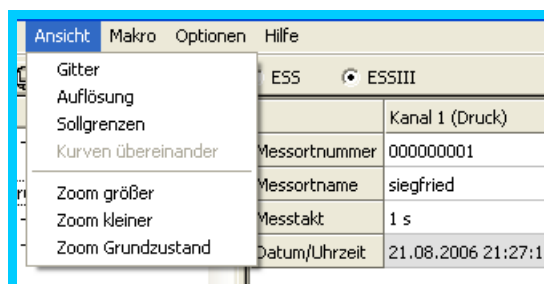 Ansicht Makro Optionen Hilfe
ESS ESSIII
Gitter
Auflösung
Sollgrenzen
Kurven übereinander
Zoom größer
Zoom kleiner
Zoom Grundzustand
Kanal 1 (Druck)
Messortnummer 000000001
Messortname siegfried
Messtakt 1 s
Datum/Uhrzeit 21.08.2006 21:27:1